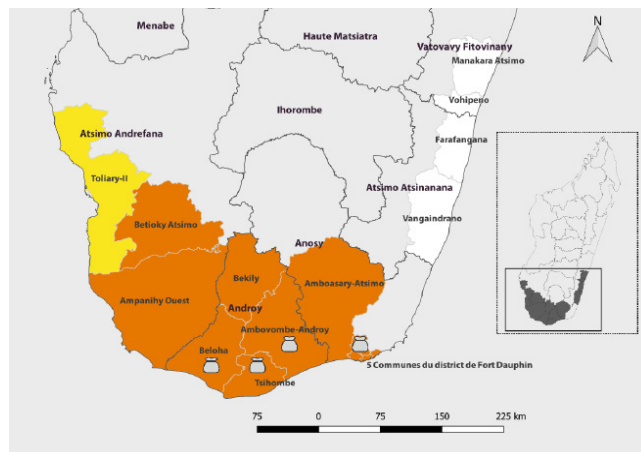 Menabe
Haute Matsiatra
N
Vatovavy Fitovinany
Manakara Atsimo
Ihorombe
Vohipeno
Atsimo Andrefana
Farafangana
Toliary-II
Atsimo Atsinanana
Betioky Atsimo
Vangaindrano
Anosy
Bekily
Amboasary-Atsimo
Ampanihy Ouest
Androy
Ambovombe-Androy
Beloha
5 Communes du district de Fort Dauphin
Tsihombe
75 0 75 150 225 km